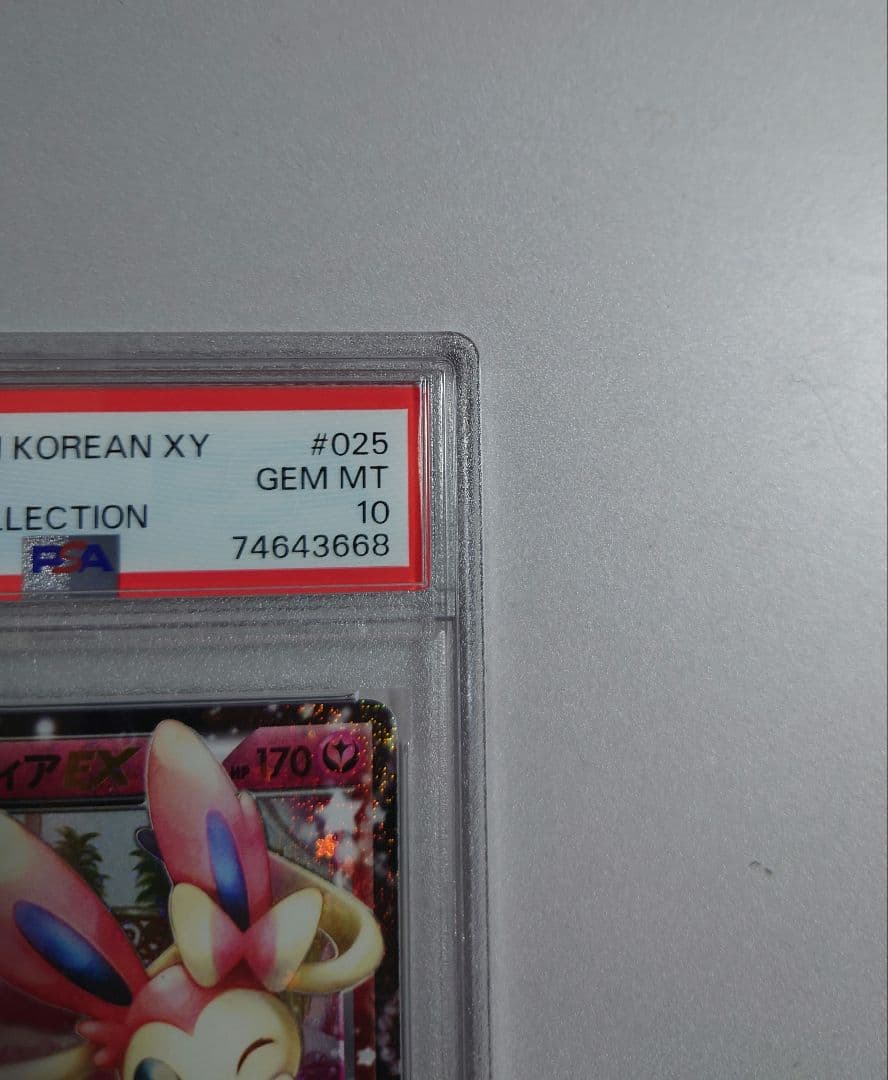 KOREAN XY #025
GEM MT
LLECTION 10
PSA 74643668
ィアEX HP 170